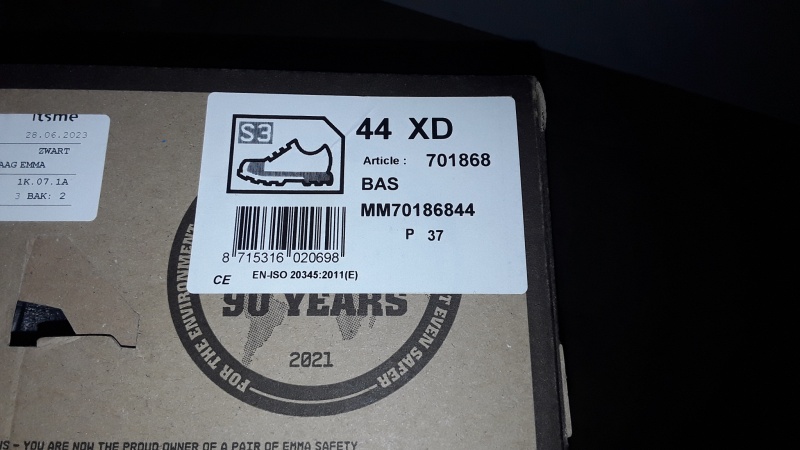 itsme
28.06.2023
ZWART
AAG EMMA
1K.07.1A
3 BAK: 2
S3
44 XD
Article : 701868
BAS
MM70186844
P 37
8 715316 020698
CE EN-ISO 20345:2011(E)
90 YEARS
2021
FOR THE ENVIRONMENT
T EVEN SAFER
NS - YOU ARE NOW THE PROUD OWNER OF A PAIR OF EMMA SAFETY